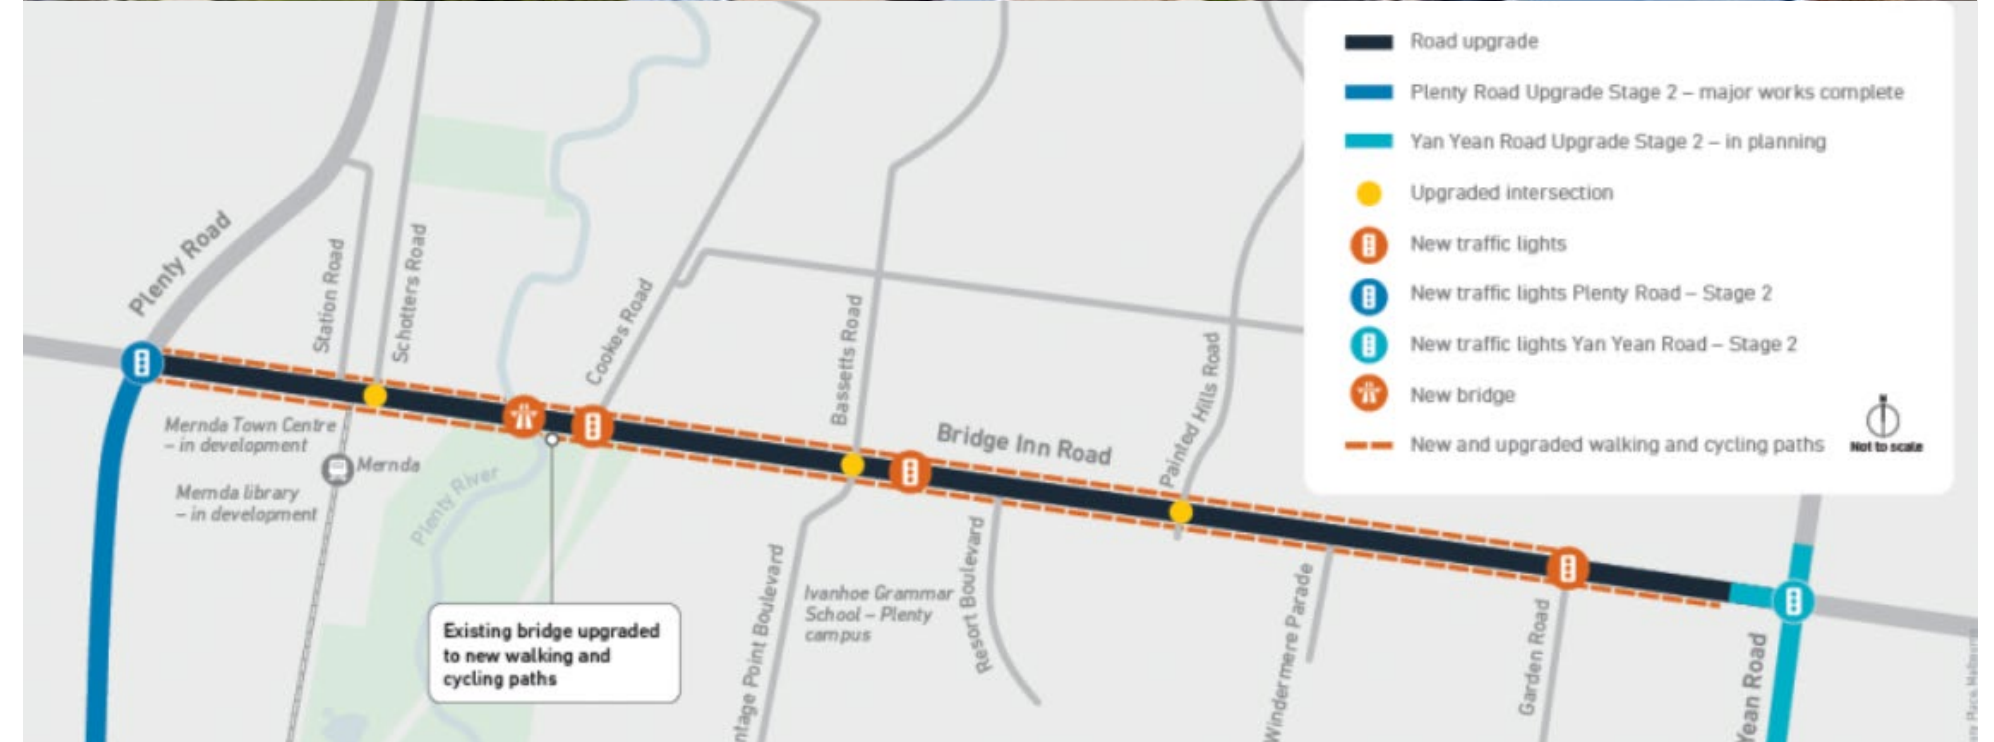 Road upgrade
Plenty Road Upgrade Stage 2 – major works complete
Yan Yean Road Upgrade Stage 2 – in planning
Upgraded intersection
New traffic lights
New traffic lights Plenty Road – Stage 2
New traffic lights Yan Yean Road – Stage 2
New bridge
New and upgraded walking and cycling paths
N
Not to scale
Plenty Road
Station Road
Schotters Road
Cookes Road
Bassetts Road
Bridge Inn Road
Painted Hills Road
Mernda Town Centre
– in development
Mernda
Mernda library
– in development
Plenty River
Existing bridge upgraded
to new walking and
cycling paths
ntage Point Boulevard
Ivanhoe Grammar
School – Plenty
campus
Resort Boulevard
Windermere Parade
Garden Road
Yean Road